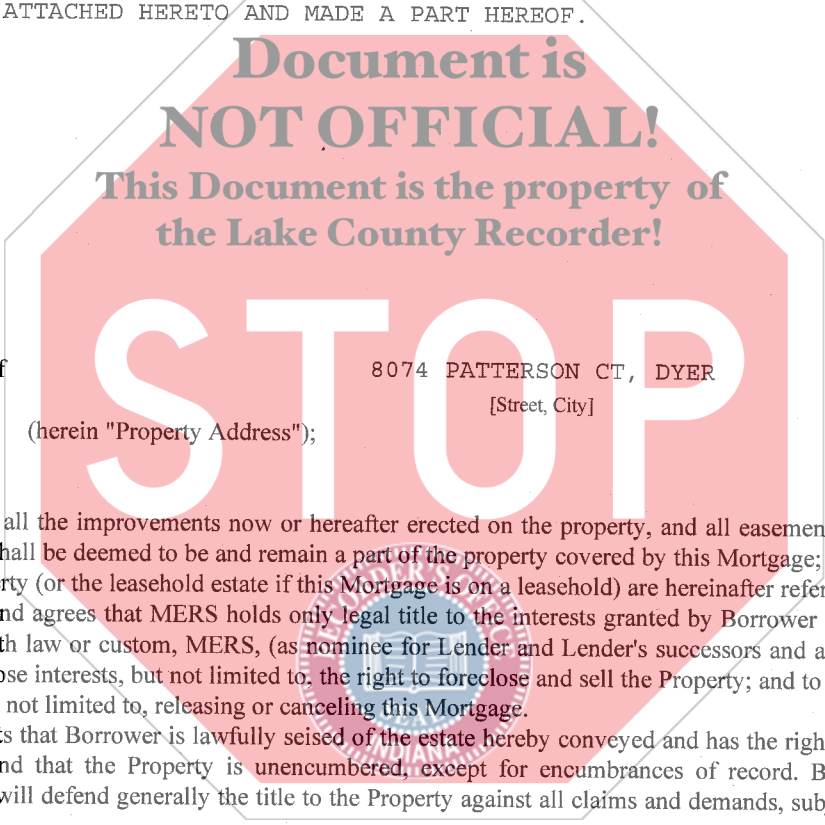 ATTACHED HERETO AND MADE A PART HEREOF.
Document is
NOT OFFICIAL!
This Document is the property of
the Lake County Recorder!
STOP
f 8074 PATTERSON CT, DYER
[Street, City]
(herein "Property Address");
all the improvements now or hereafter erected on the property, and all easemen
hall be deemed to be and remain a part of the property covered by this Mortgage;
rty (or the leasehold estate if this Mortgage is on a leasehold) are hereinafter refer
nd agrees that MERS holds only legal title to the interests granted by Borrower
th law or custom, MERS, (as nominee for Lender and Lender's successors and a
ose interests, but not limited to, the right to foreclose and sell the Property; and to
not limited to, releasing or canceling this Mortgage.
ts that Borrower is lawfully seised of the estate hereby conveyed and has the righ
nd that the Property is unencumbered, except for encumbrances of record. B
will defend generally the title to the Property against all claims and demands, sub
SEAL
INDIANA